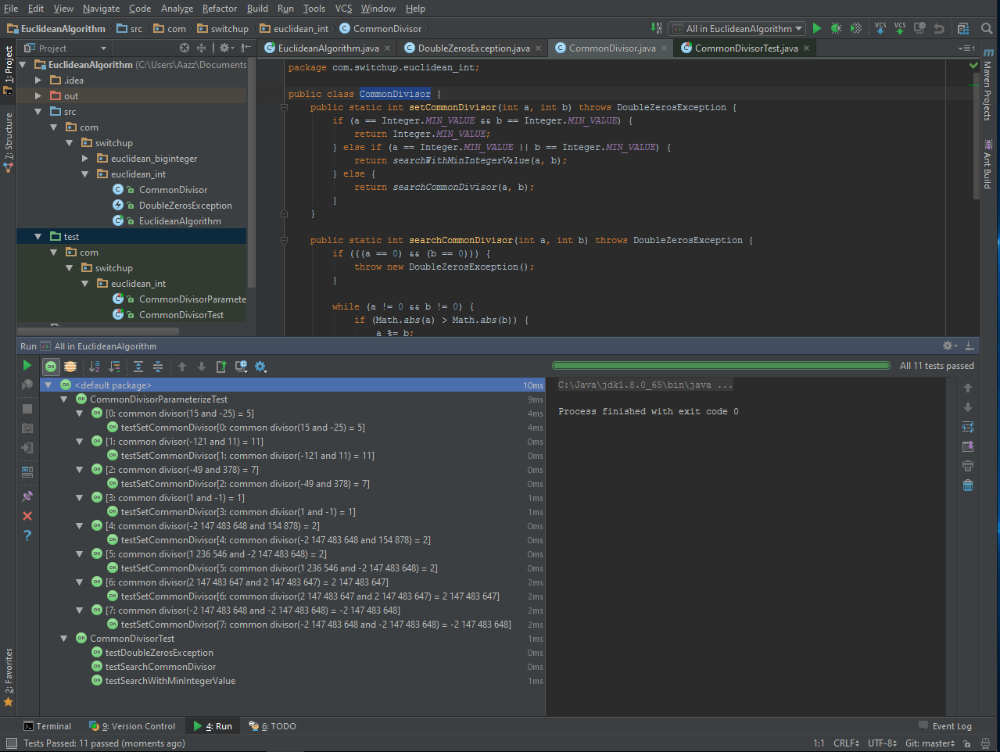 File Edit View Navigate Code Analyze Refactor Build Run Tools VCS Window Help
EuclideanAlgorithm src com switchup euclidean_int CommonDivisor All in EuclideanAlgorithm VCS VCS
Project EuclideanAlgorithm.java DoubleZerosException.java CommonDivisor.java CommonDivisorTest.java
1: Project
7: Structure
2: Favorites
EuclideanAlgorithm (C:\Users\Aazz\Documents
.idea
out
src
com
switchup
euclidean_biginteger
euclidean_int
CommonDivisor
DoubleZerosException
EuclideanAlgorithm
test
com
switchup
euclidean_int
CommonDivisorParamete
CommonDivisorTest
package com.switchup.euclidean_int;
public class CommonDivisor {
public static int setCommonDivisor(int a, int b) throws DoubleZerosException {
if (a == Integer.MIN_VALUE && b == Integer.MIN_VALUE) {
return Integer.MIN_VALUE;
} else if (a == Integer.MIN_VALUE || b == Integer.MIN_VALUE) {
return searchWithMinIntegerValue(a, b);
} else {
return searchCommonDivisor(a, b);
}
}
public static int searchCommonDivisor(int a, int b) throws DoubleZerosException {
if (((a == 0) && (b == 0))) {
throw new DoubleZerosException();
}
while (a != 0 && b != 0) {
if (Math.abs(a) > Math.abs(b)) {
a %= b;
Maven Projects
Ant Build
Run All in EuclideanAlgorithm
All 11 tests passed
<default package> 10ms
CommonDivisorParameterizeTest 9ms
[0: common divisor(15 and -25) = 5] 4ms
testSetCommonDivisor[0: common divisor(15 and -25) = 5] 4ms
[1: common divisor(-121 and 11) = 11] 0ms
testSetCommonDivisor[1: common divisor(-121 and 11) = 11] 0ms
[2: common divisor(-49 and 378) = 7] 0ms
testSetCommonDivisor[2: common divisor(-49 and 378) = 7] 0ms
[3: common divisor(1 and -1) = 1] 1ms
testSetCommonDivisor[3: common divisor(1 and -1) = 1] 1ms
[4: common divisor(-2 147 483 648 and 154 878) = 2] 0ms
testSetCommonDivisor[4: common divisor(-2 147 483 648 and 154 878) = 2] 0ms
[5: common divisor(1 236 546 and -2 147 483 648) = 2] 0ms
testSetCommonDivisor[5: common divisor(1 236 546 and -2 147 483 648) = 2] 0ms
[6: common divisor(2 147 483 647 and 2 147 483 647) = 2 147 483 647] 2ms
testSetCommonDivisor[6: common divisor(2 147 483 647 and 2 147 483 647) = 2 147 483 647] 2ms
[7: common divisor(-2 147 483 648 and -2 147 483 648) = -2 147 483 648] 2ms
testSetCommonDivisor[7: common divisor(-2 147 483 648 and -2 147 483 648) = -2 147 483 648] 2ms
CommonDivisorTest 1ms
testDoubleZerosException 0ms
testSearchCommonDivisor 0ms
testSearchWithMinIntegerValue 1ms
C:\Java\jdk1.8.0_65\bin\java ...
Process finished with exit code 0
Terminal 9: Version Control 4: Run 6: TODO Event Log
Tests Passed: 11 passed (moments ago) 1:1 CRLF UTF-8 Git: master